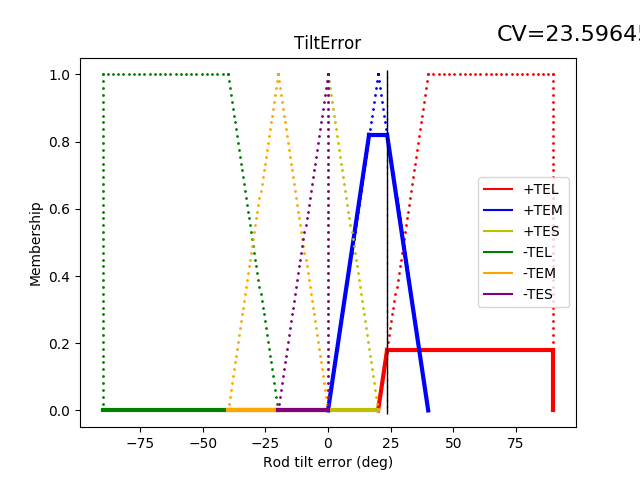 CV=23.59645
TiltError
1.0
0.8
0.6
0.4
0.2
0.0
Membership
+TEL
+TEM
+TES
-TEL
-TEM
-TES
−75 −50 −25 0 25 50 75
Rod tilt error (deg)